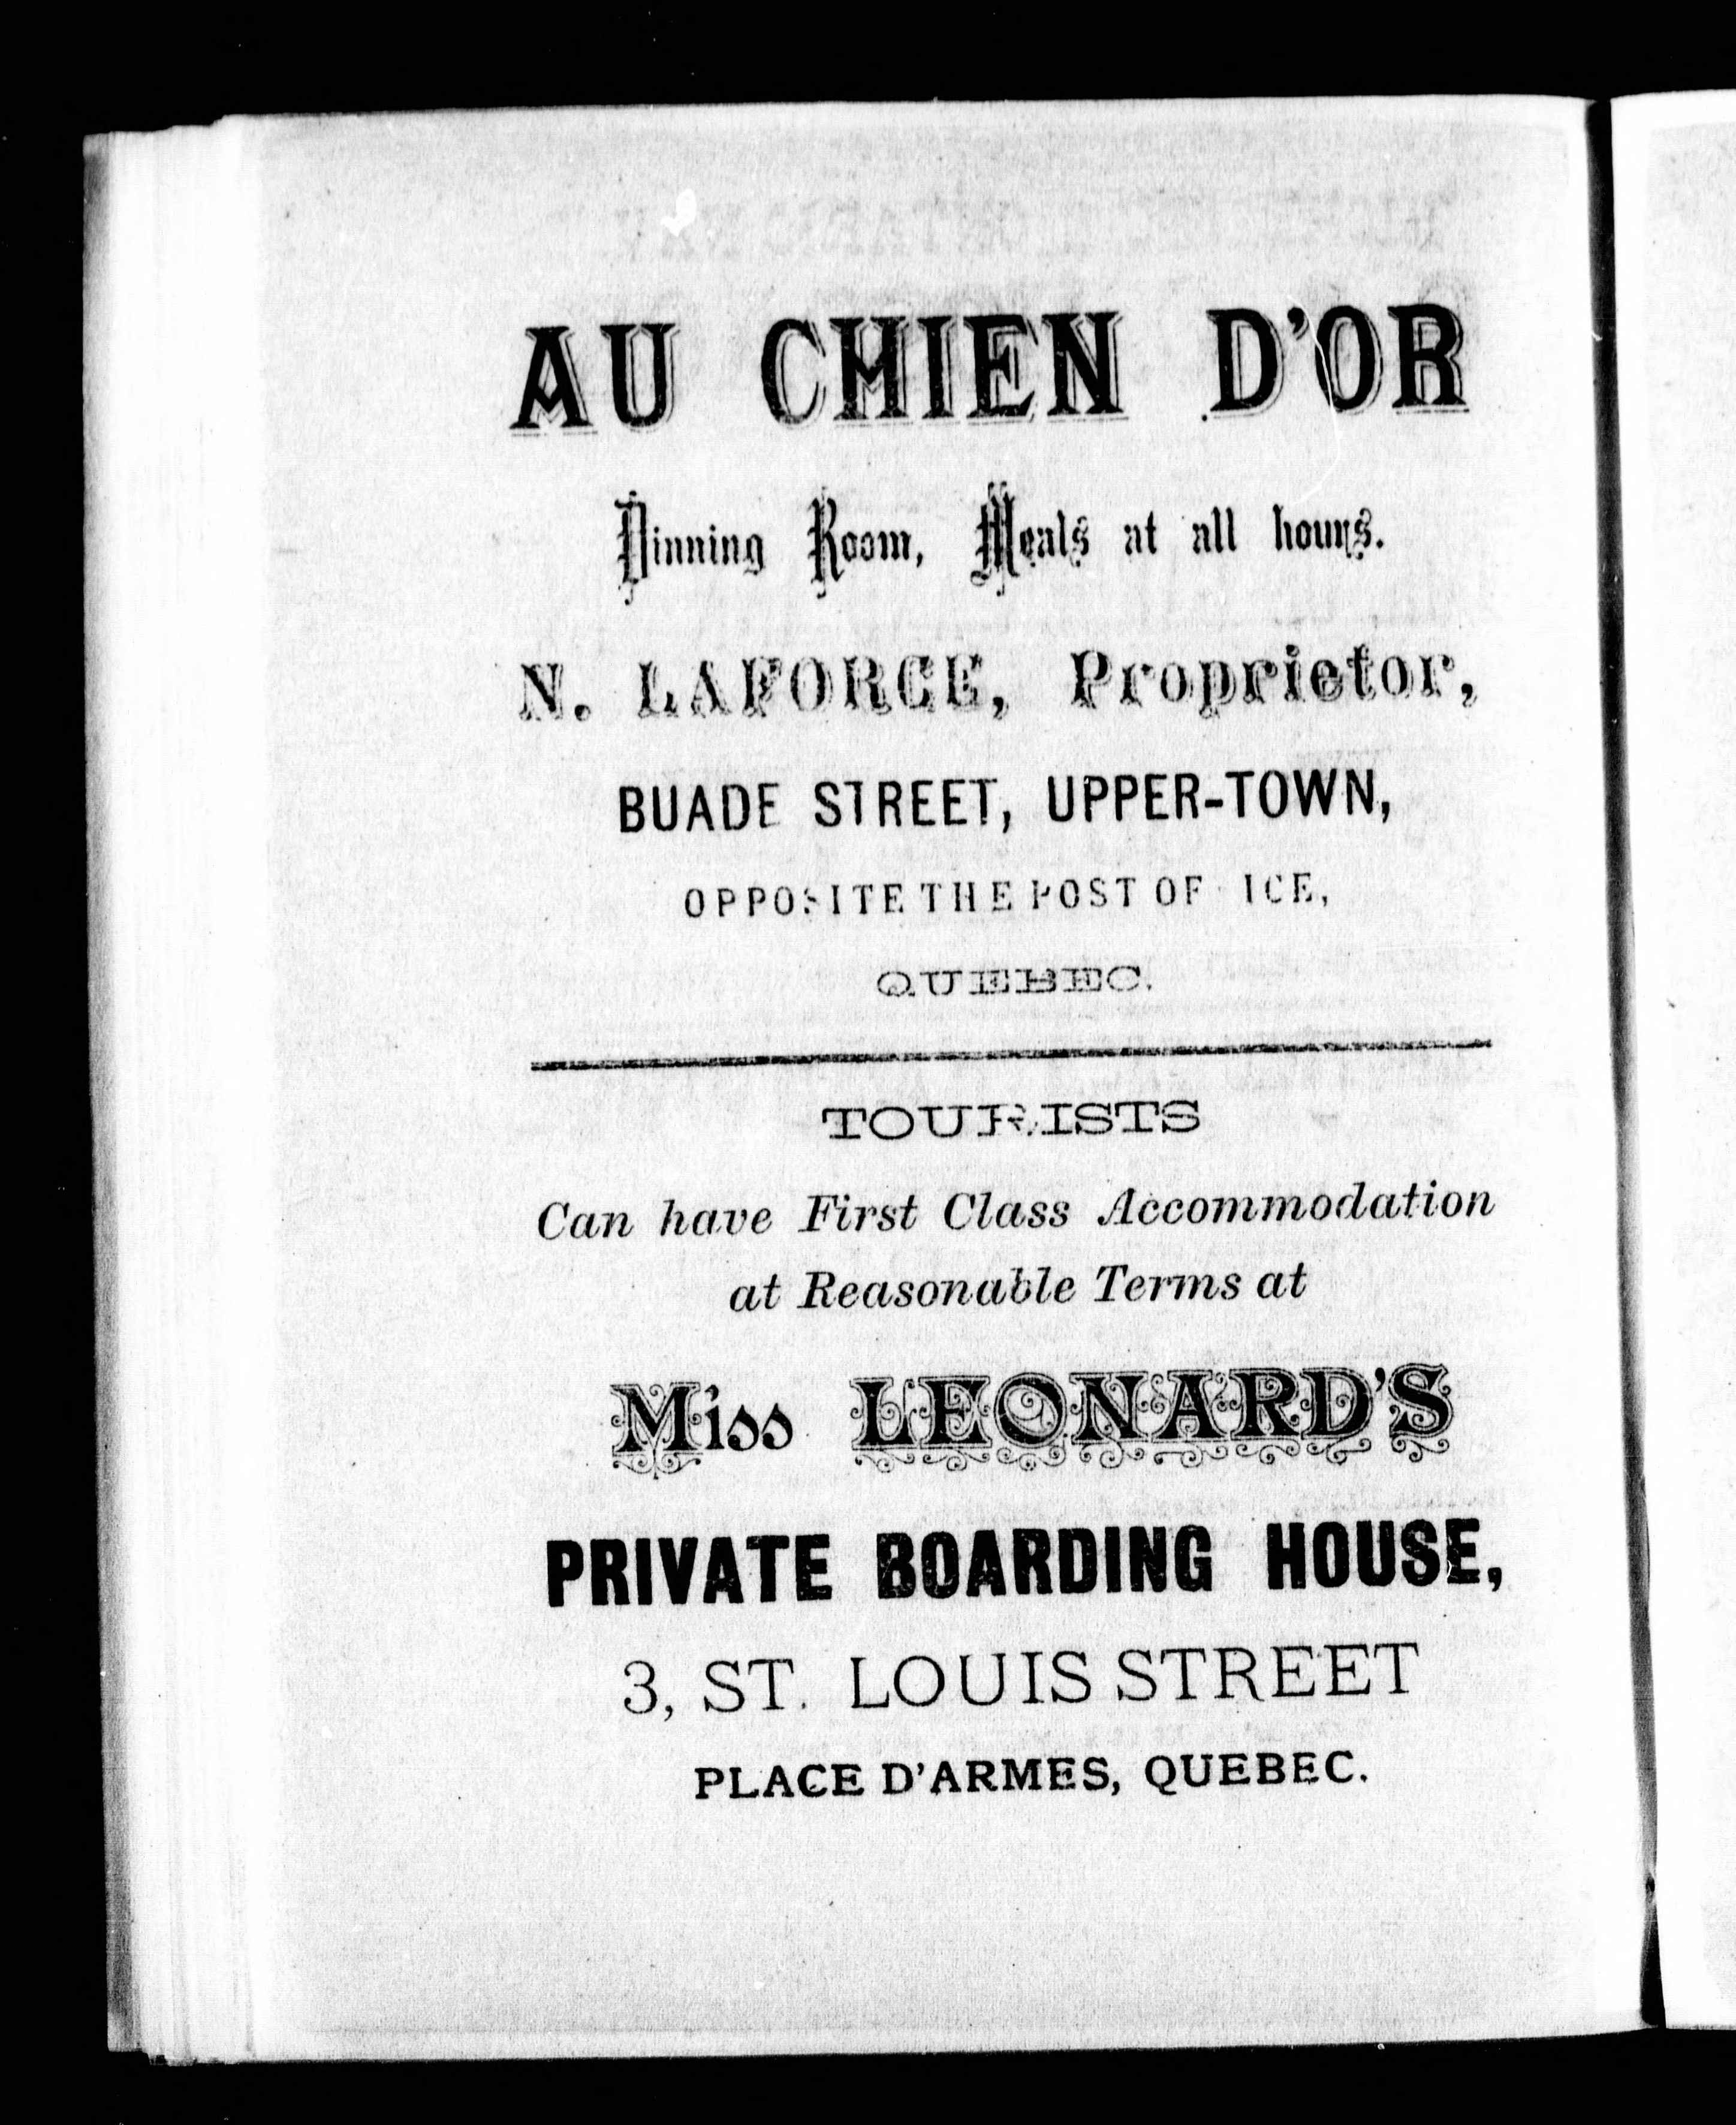 AU CHIEN D'OR
Dinning Room, Meals at all hours.
N. LAFORCE, Proprietor,
BUADE STREET, UPPER-TOWN,
OPPOSITE THE POST OFFICE,
QUEBEC.
TOURISTS
Can have First Class Accommodation
at Reasonable Terms at
Miss LEONARD'S
PRIVATE BOARDING HOUSE,
3, ST. LOUIS STREET
PLACE D'ARMES, QUEBEC.